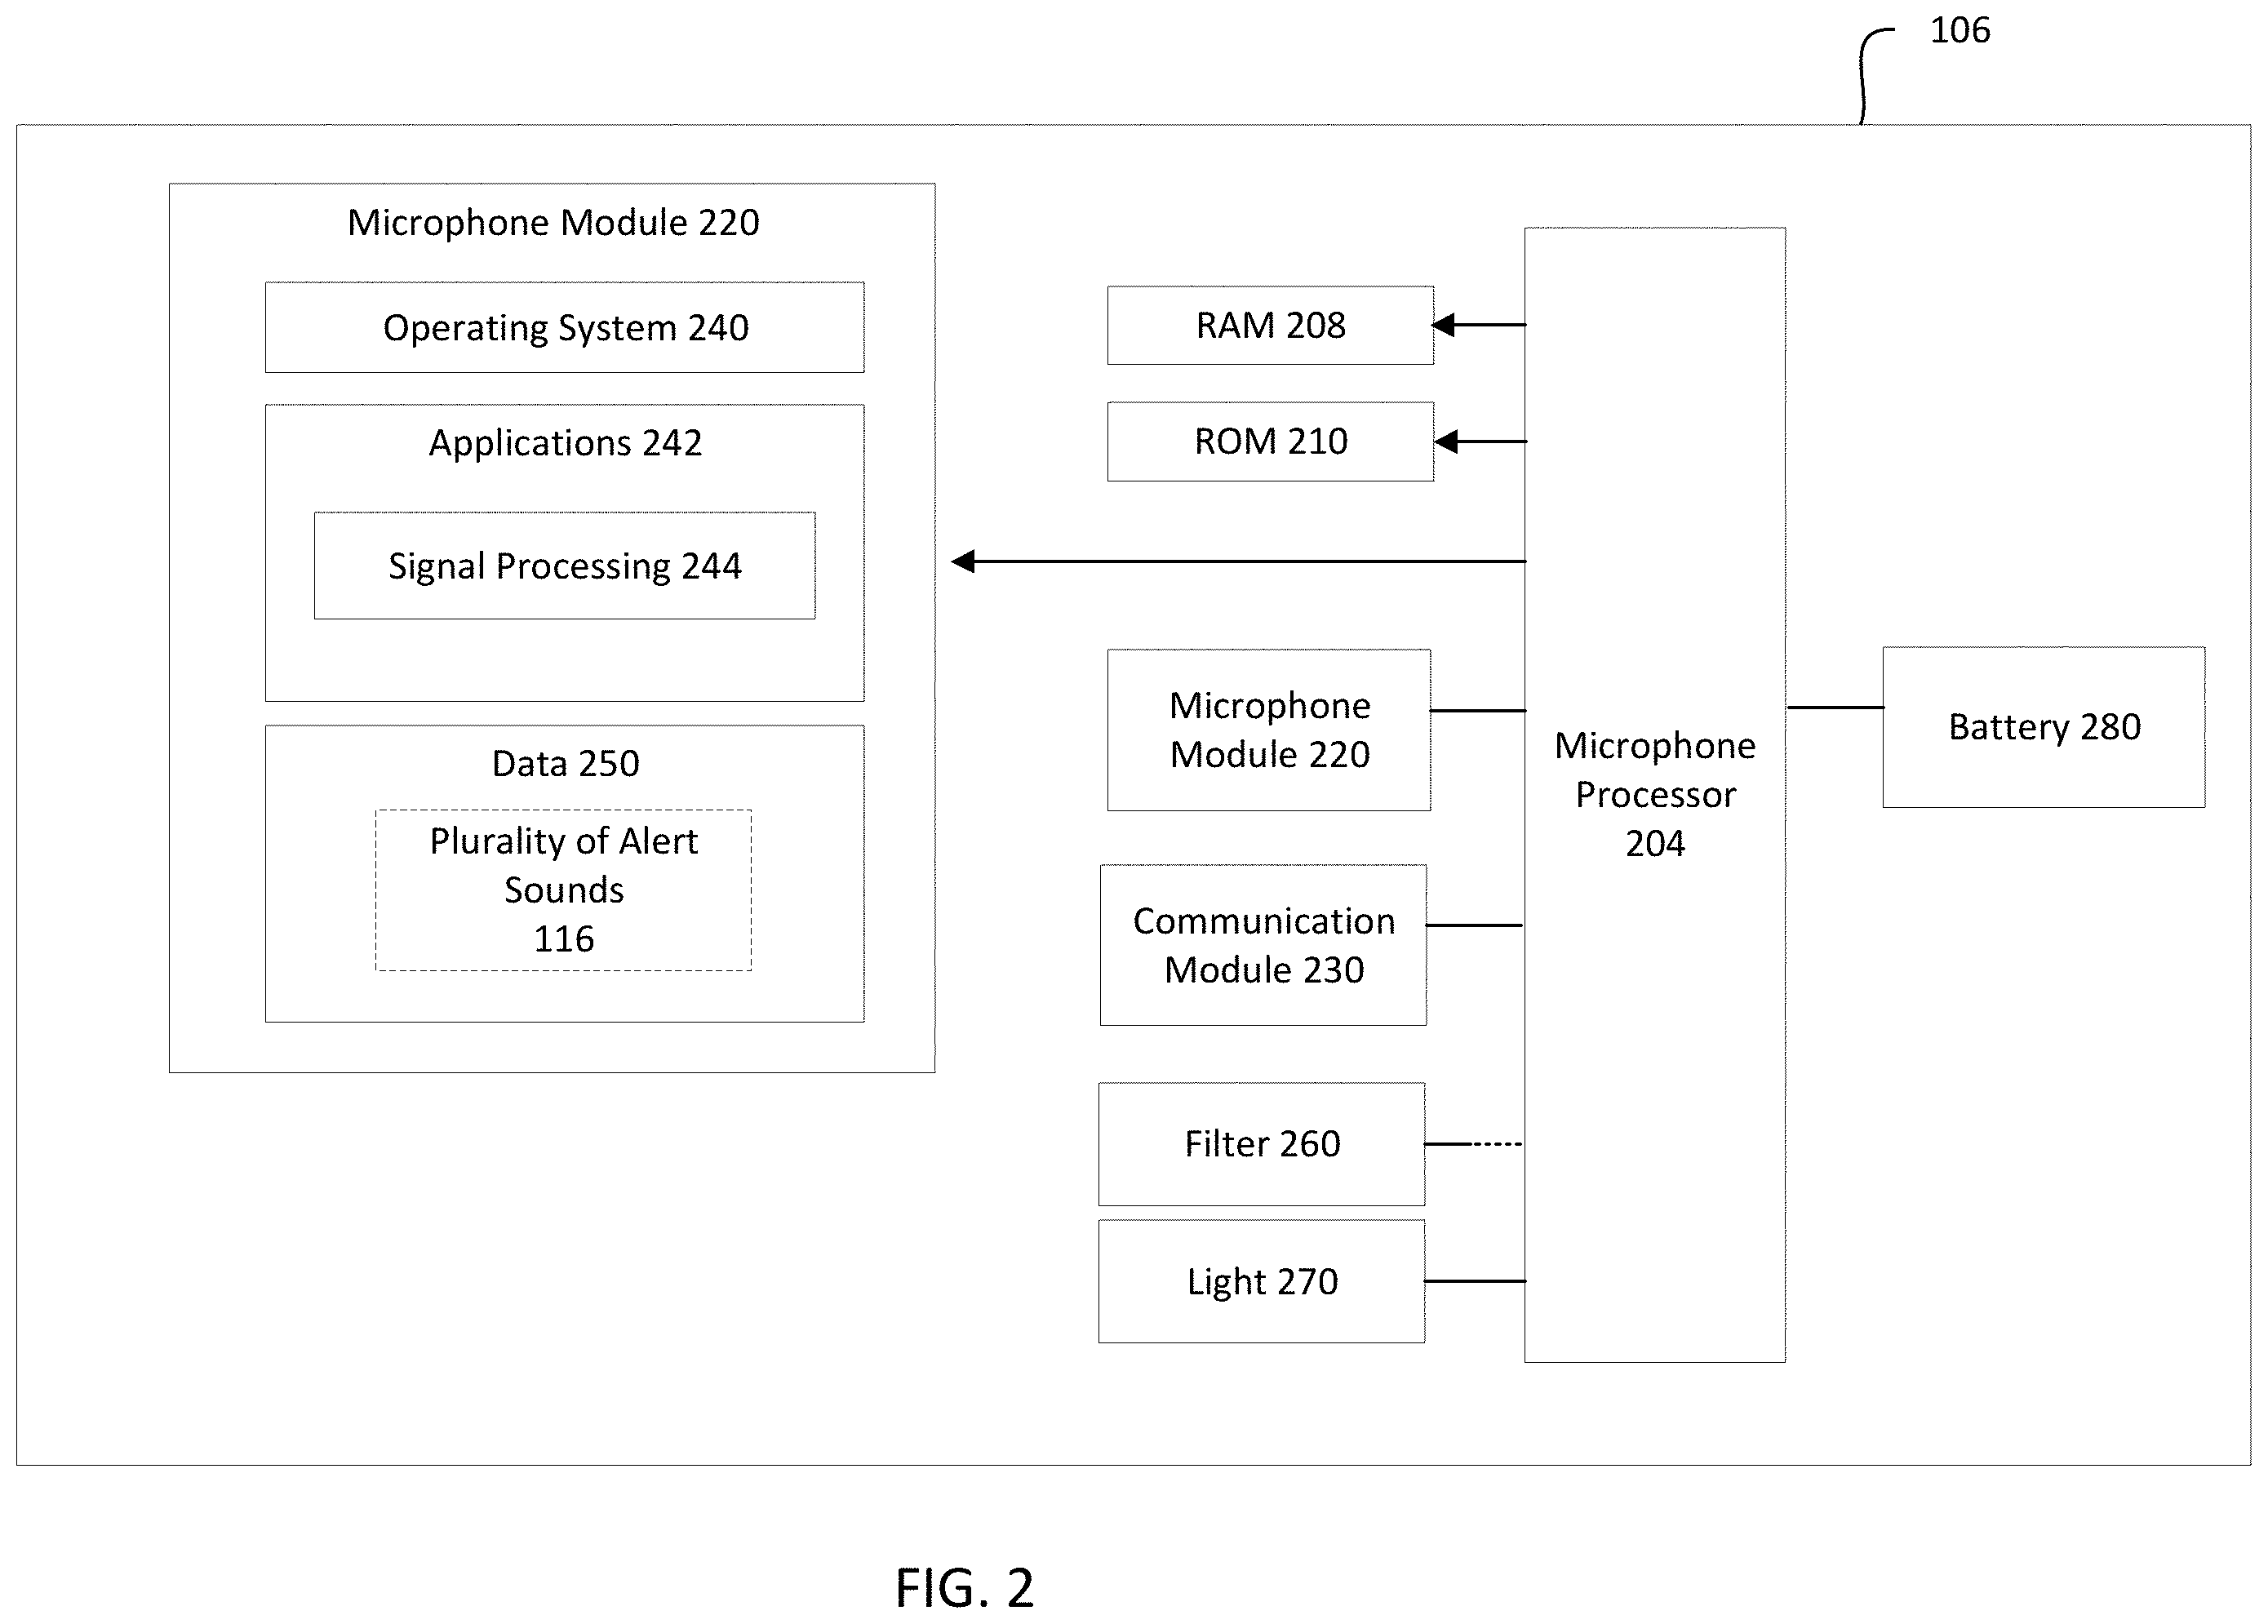 106
Microphone Module 220
Operating System 240
Applications 242
Signal Processing 244
Data 250
Plurality of Alert
Sounds
116
RAM 208
ROM 210
Microphone
Module 220
Communication
Module 230
Filter 260
Light 270
Microphone
Processor
204
Battery 280
FIG. 2